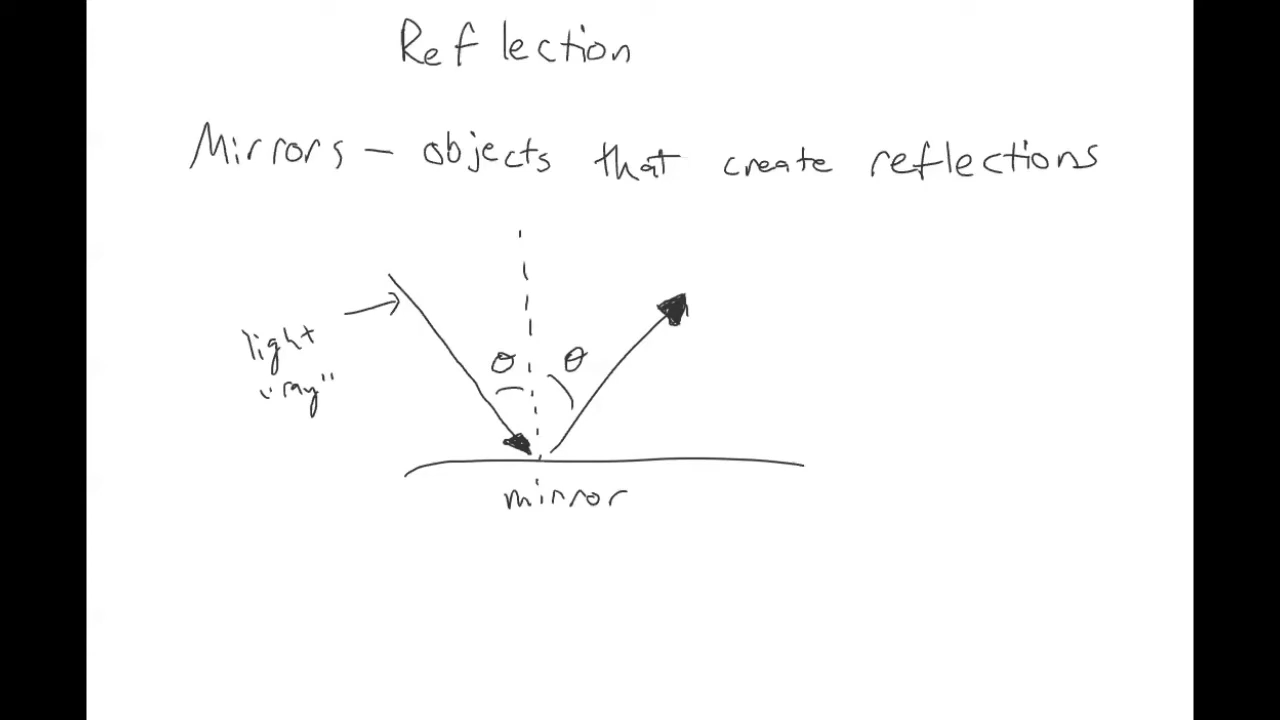 Reflection
Mirrors - objects that create reflections
θ θ
light
"ray"
mirror